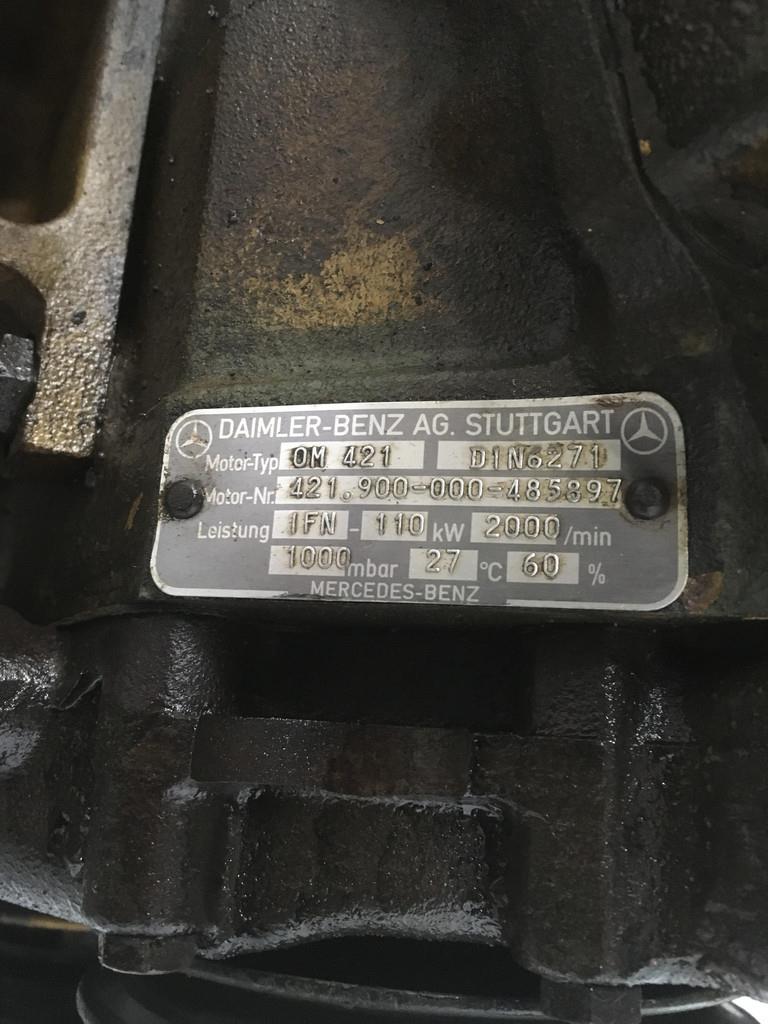 DAIMLER-BENZ AG. STUTTGART
Motor-Typ OM 421 DIN6271
Motor-Nr. 421.900-000-485897
Leistung 1FN - 110 kW 2000 /min
1000 mbar 27 °C 60 %
MERCEDES-BENZ